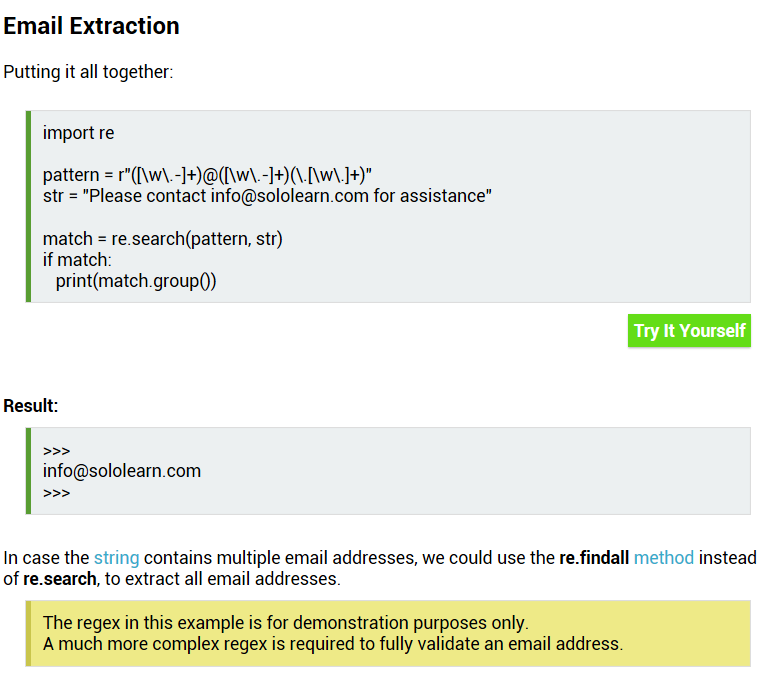 Email Extraction
Putting it all together:
import re
pattern = r"([\w\.-]+)@([\w\.-]+)(\.[\w\.]+)"
str = "Please contact info@sololearn.com for assistance"
match = re.search(pattern, str)
if match:
print(match.group())
Try It Yourself
Result:
>>>
info@sololearn.com
>>>
In case the string contains multiple email addresses, we could use the re.findall method instead
of re.search, to extract all email addresses.
The regex in this example is for demonstration purposes only.
A much more complex regex is required to fully validate an email address.